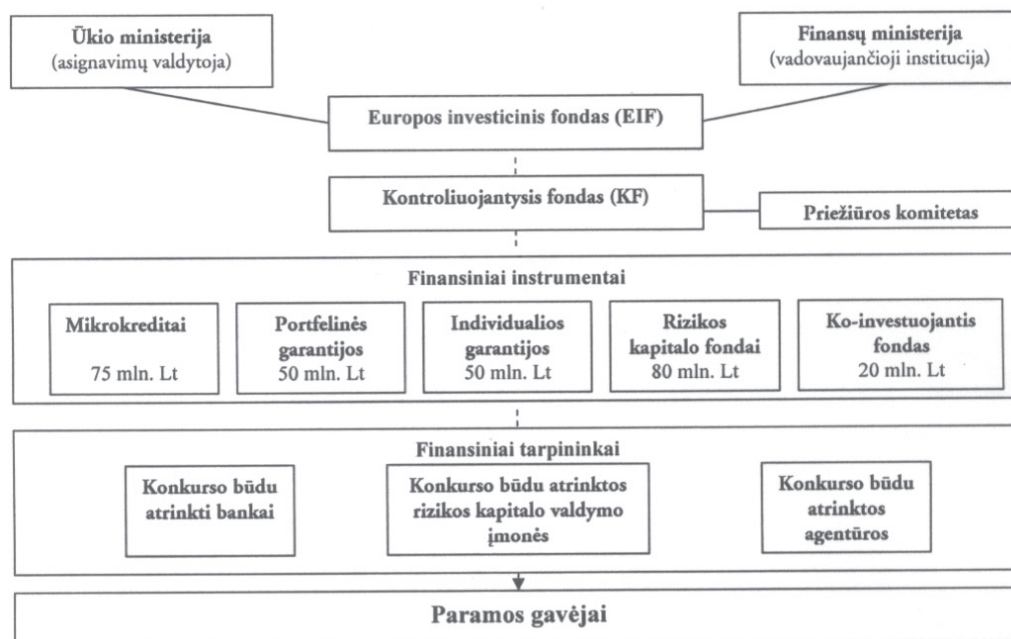 Ūkio ministerija
(asignavimų valdytoja)
Finansų ministerija
(vadovaujančioji institucija)
Europos investicinis fondas (EIF)
Kontroliuojantysis fondas (KF)
Priežiūros komitetas
Finansiniai instrumentai
Mikrokreditai
75 mln. Lt
Portfelinės
garantijos
50 mln. Lt
Individualios
garantijos
50 mln. Lt
Rizikos
kapitalo fondai
80 mln. Lt
Ko-investuojantis
fondas
20 mln. Lt
Finansiniai tarpininkai
Konkurso būdu
atrinkti bankai
Konkurso būdu atrinktos
rizikos kapitalo valdymo
įmonės
Konkurso būdu
atrinktos
agentūros
Paramos gavėjai